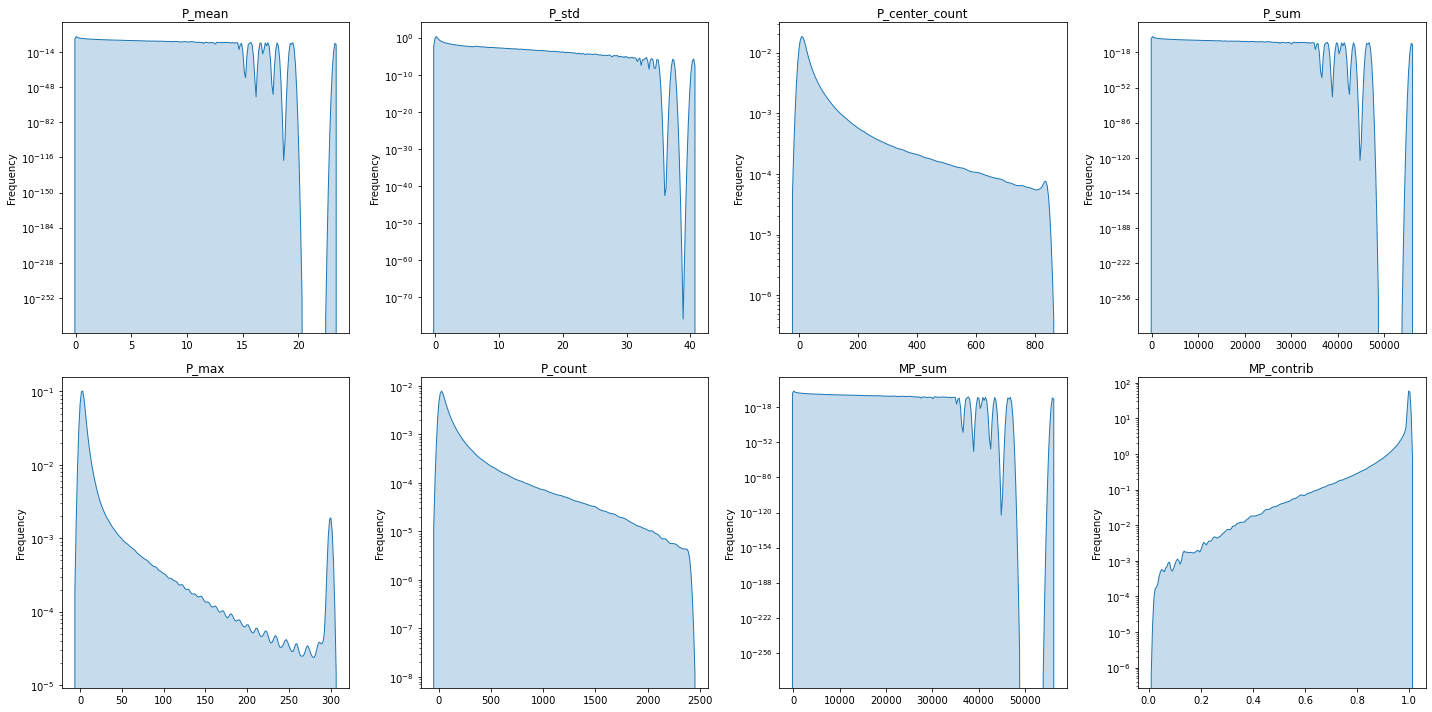 P_mean
P_std
P_center_count
P_sum
Frequency
10^-14
10^-48
10^-82
10^-116
10^-150
10^-184
10^-218
10^-252
0 5 10 15 20
Frequency
10^0
10^-10
10^-20
10^-30
10^-40
10^-50
10^-60
10^-70
0 10 20 30 40
Frequency
10^-2
10^-3
10^-4
10^-5
10^-6
0 200 400 600 800
Frequency
10^-18
10^-52
10^-86
10^-120
10^-154
10^-188
10^-222
10^-256
0 10000 20000 30000 40000 50000
P_max
P_count
MP_sum
MP_contrib
Frequency
10^-1
10^-2
10^-3
10^-4
10^-5
0 50 100 150 200 250 300
Frequency
10^-2
10^-3
10^-4
10^-5
10^-6
10^-7
10^-8
0 500 1000 1500 2000 2500
Frequency
10^-18
10^-52
10^-86
10^-120
10^-154
10^-188
10^-222
10^-256
0 10000 20000 30000 40000 50000
Frequency
10^2
10^1
10^0
10^-1
10^-2
10^-3
10^-4
10^-5
10^-6
0.0 0.2 0.4 0.6 0.8 1.0